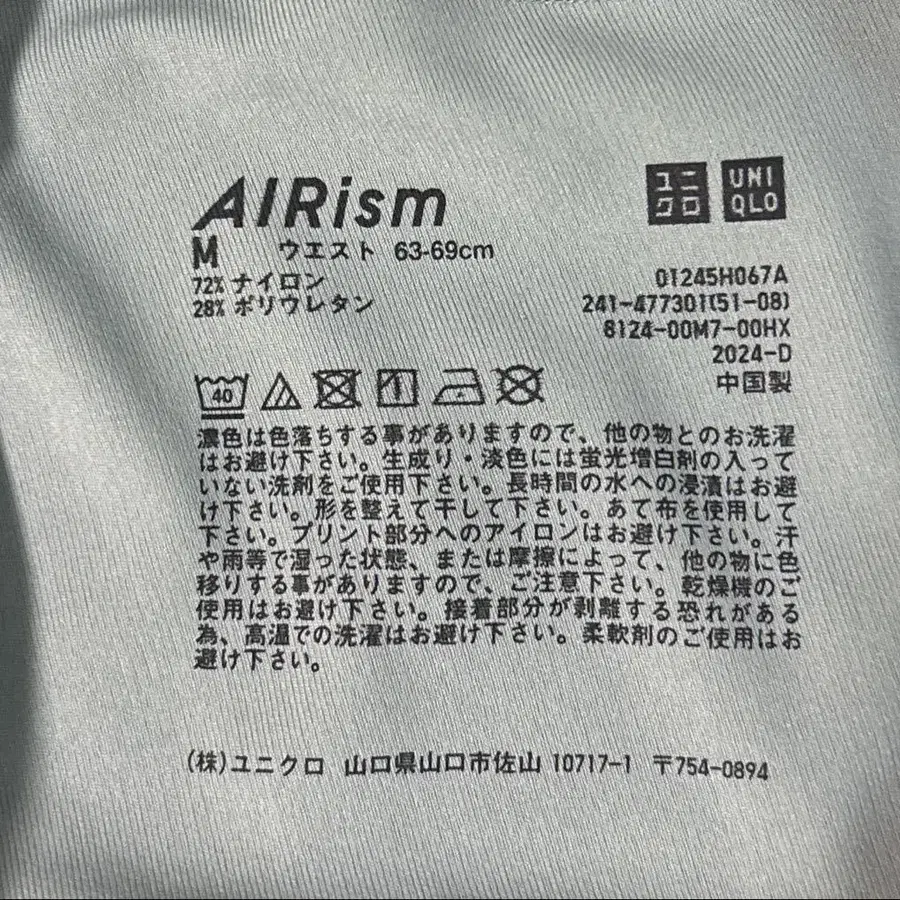 AIRism
ユニクロ UNIQLO
M ウエスト 63-69cm
72% ナイロン
28% ポリウレタン
01245H067A
241-477301(51-08)
8124-00M7-00HX
2024-D
中国製
40
濃色は色落ちする事がありますので、他の物とのお洗濯
はお避け下さい。生成り・淡色には蛍光増白剤の入って
いない洗剤をご使用下さい。長時間の水への浸漬はお避
け下さい。形を整えて干して下さい。あて布を使用して
下さい。プリント部分へのアイロンはお避け下さい。汗
や雨等で湿った状態、または摩擦によって、他の物に色
移りする事がありますので、ご注意下さい。乾燥機のご
使用はお避け下さい。接着部分が剥離する恐れがある
為、高温での洗濯はお避け下さい。柔軟剤のご使用はお
避け下さい。
(株)ユニクロ 山口県山口市佐山 10717-1 〒754-0894